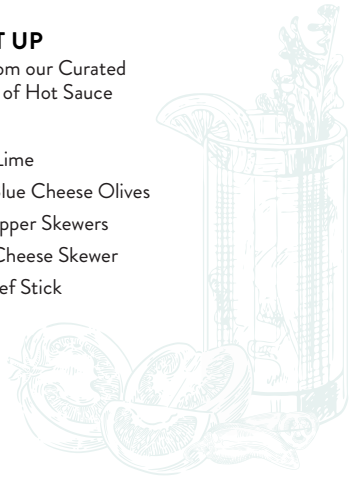 T UP
om our Curated
of Hot Sauce
Lime
lue Cheese Olives
pper Skewers
Cheese Skewer
ef Stick